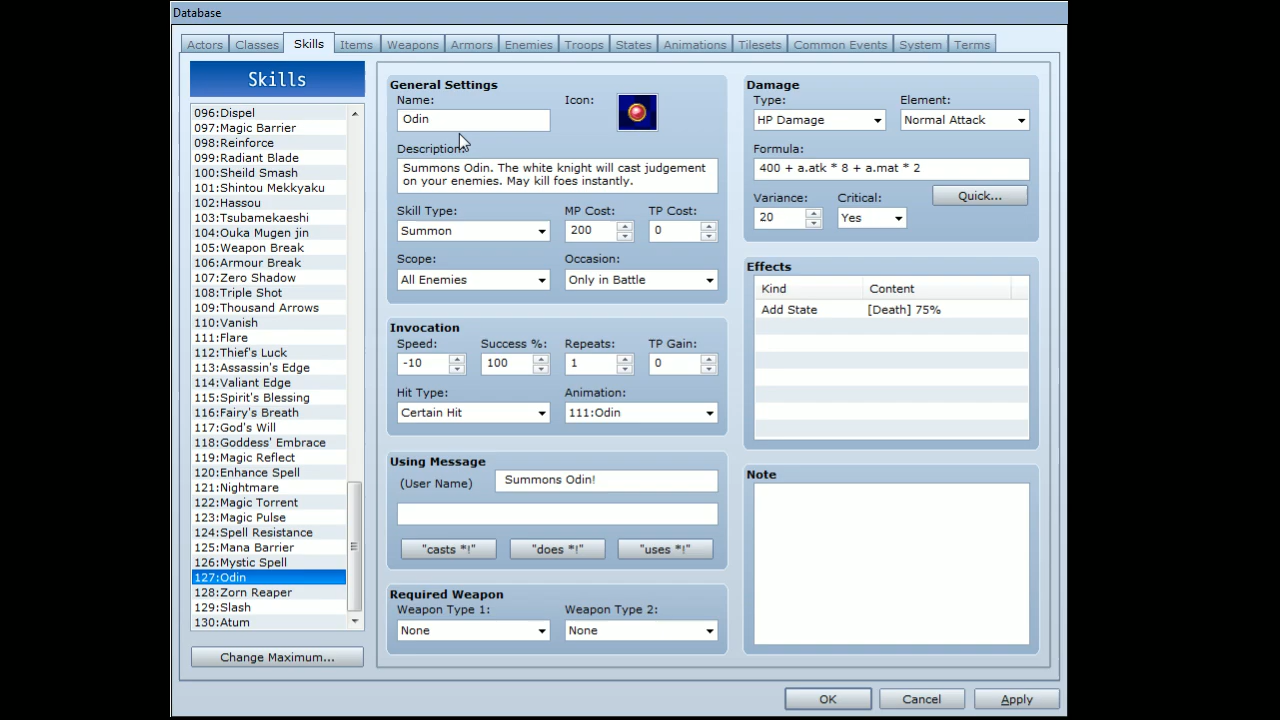 Database
Actors Classes Skills Items Weapons Armors Enemies Troops States Animations Tilesets Common Events System Terms
Skills
096:Dispel
097:Magic Barrier
098:Reinforce
099:Radiant Blade
100:Sheild Smash
101:Shintou Mekkyaku
102:Hassou
103:Tsubamekaeshi
104:Ouka Mugen jin
105:Weapon Break
106:Armour Break
107:Zero Shadow
108:Triple Shot
109:Thousand Arrows
110:Vanish
111:Flare
112:Thief's Luck
113:Assassin's Edge
114:Valiant Edge
115:Spirit's Blessing
116:Fairy's Breath
117:God's Will
118:Goddess' Embrace
119:Magic Reflect
120:Enhance Spell
121:Nightmare
122:Magic Torrent
123:Magic Pulse
124:Spell Resistance
125:Mana Barrier
126:Mystic Spell
127:Odin
128:Zorn Reaper
129:Slash
130:Atum
Change Maximum...
General Settings
Name: Icon:
Odin
Description:
Summons Odin. The white knight will cast judgement
on your enemies. May kill foes instantly.
Skill Type: MP Cost: TP Cost:
Summon 200 0
Scope: Occasion:
All Enemies Only in Battle
Invocation
Speed: Success %: Repeats: TP Gain:
-10 100 1 0
Hit Type: Animation:
Certain Hit 111:Odin
Using Message
(User Name) Summons Odin!
"casts *!" "does *!" "uses *!"
Required Weapon
Weapon Type 1: Weapon Type 2:
None None
Damage
Type: Element:
HP Damage Normal Attack
Formula:
400 + a.atk * 8 + a.mat * 2
Variance: Critical: Quick...
20 Yes
Effects
Kind Content
Add State [Death] 75%
Note
OK Cancel Apply